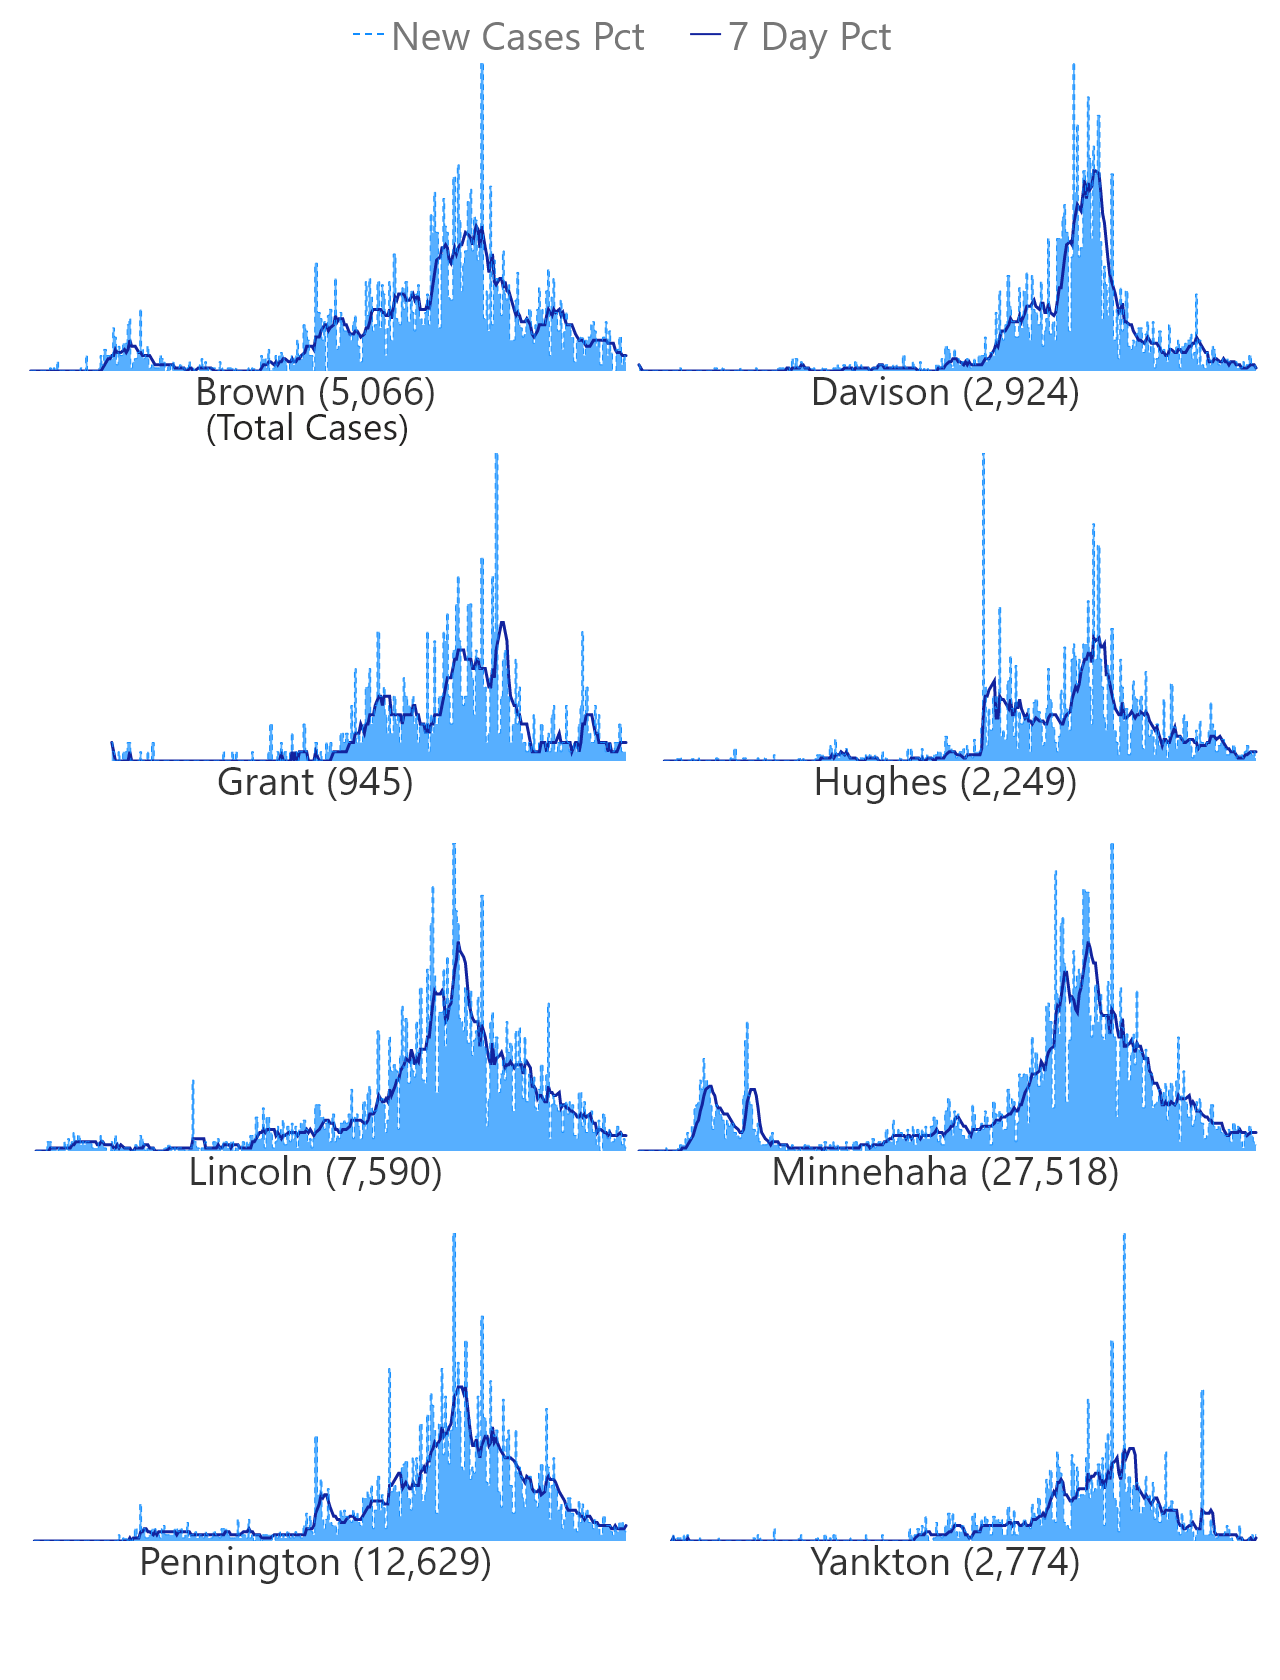 New Cases Pct 7 Day Pct
Brown (5,066) Davison (2,924)
(Total Cases)
Grant (945) Hughes (2,249)
Lincoln (7,590) Minnehaha (27,518)
Pennington (12,629) Yankton (2,774)